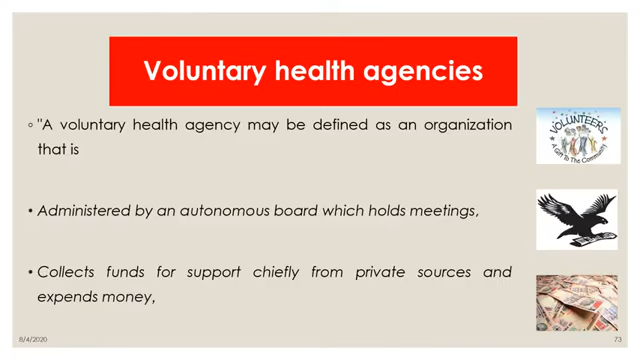 Voluntary health agencies
◦ "A voluntary health agency may be defined as an organization
that is
• Administered by an autonomous board which holds meetings,
• Collects funds for support chiefly from private sources and
expends money,
VOLUNTEERS
A Gift To The Community
8/4/2020
73